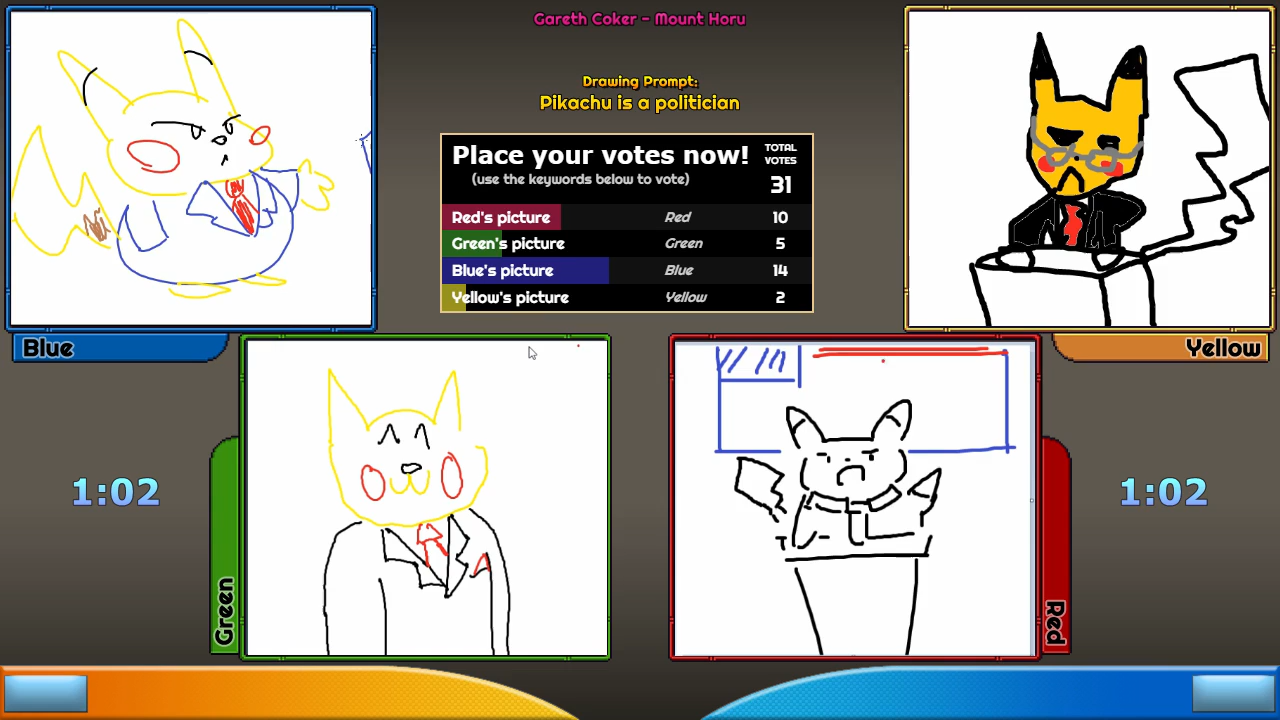 Gareth Coker - Mount Horu
Drawing Prompt:
Pikachu is a politician
Place your votes now!
(use the keywords below to vote)
TOTAL
VOTES
31
Red's picture Red 10
Green's picture Green 5
Blue's picture Blue 14
Yellow's picture Yellow 2
Blue
Yellow
1:02
1:02
Green
Red